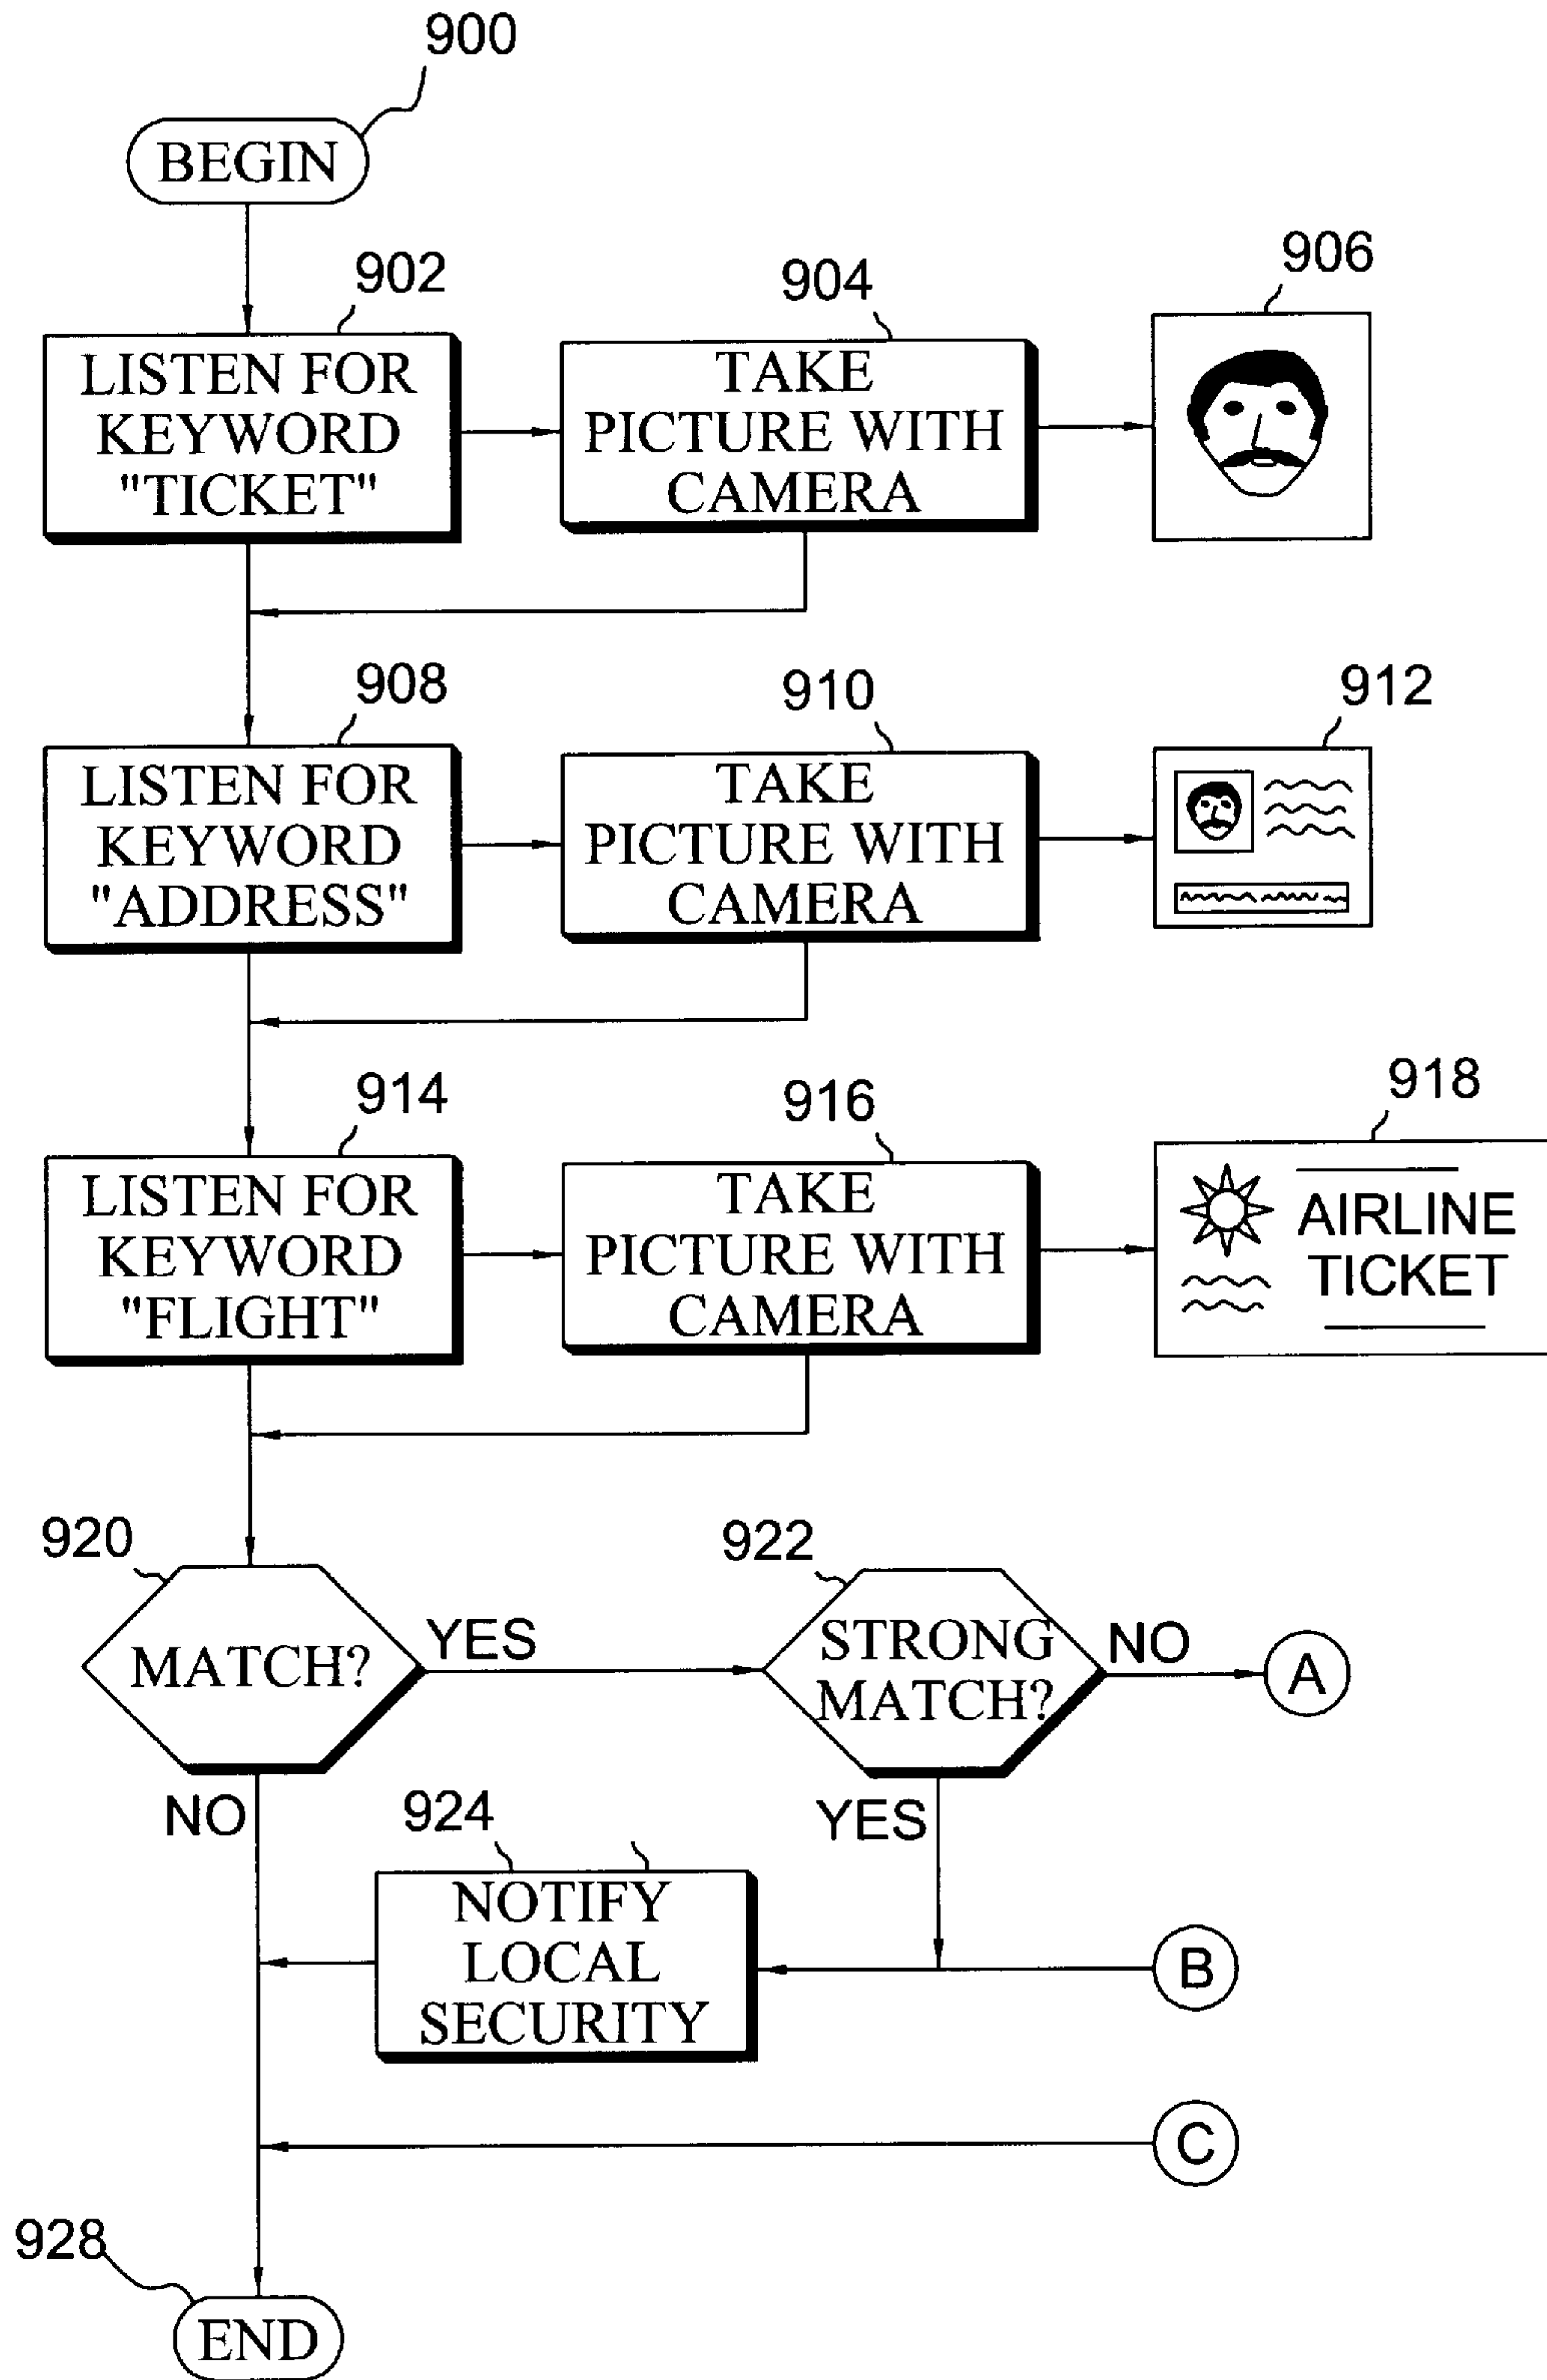 900
BEGIN
902
904
906
LISTEN FOR
KEYWORD
"TICKET"
TAKE
PICTURE WITH
CAMERA
908
910
912
LISTEN FOR
KEYWORD
"ADDRESS"
TAKE
PICTURE WITH
CAMERA
914
916
918
LISTEN FOR
KEYWORD
"FLIGHT"
TAKE
PICTURE WITH
CAMERA
AIRLINE
TICKET
920
922
MATCH?
YES
STRONG
MATCH?
NO
A
NO
924
YES
NOTIFY
LOCAL
SECURITY
B
C
928
END